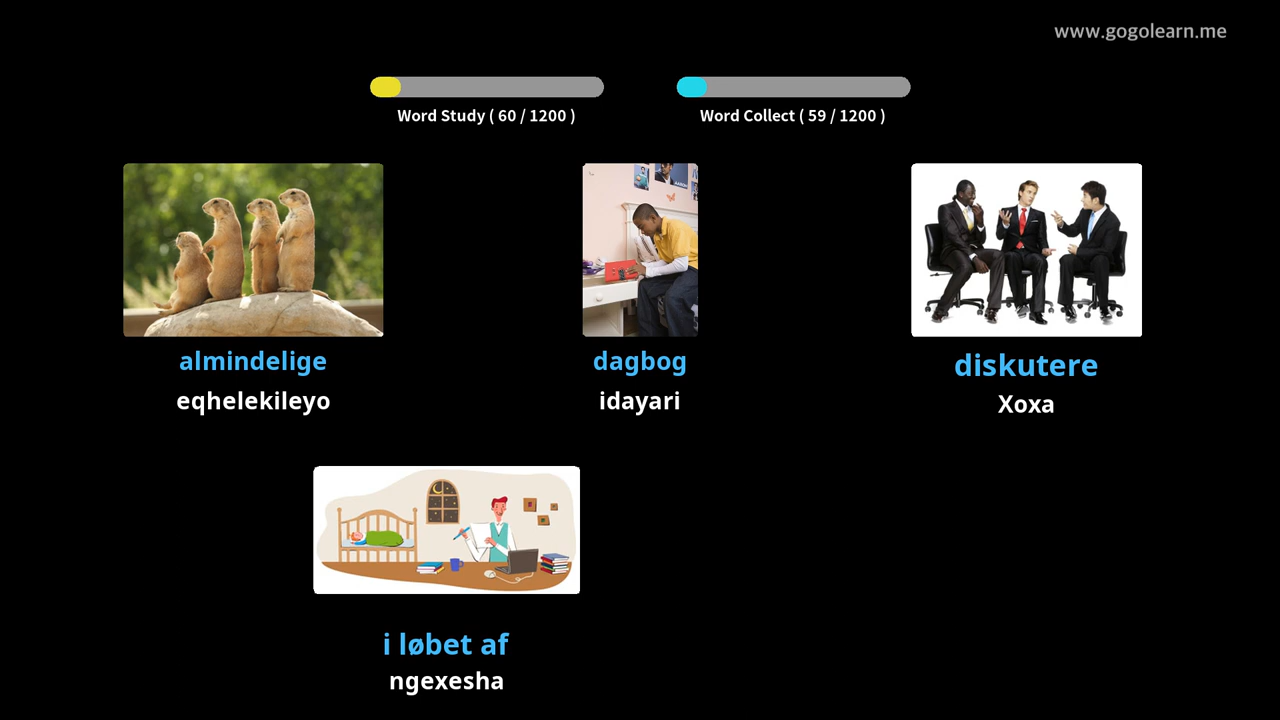 www.gogolearn.me
Word Study ( 60 / 1200 )
Word Collect ( 59 / 1200 )
almindelige
eqhelekileyo
dagbog
idayari
diskutere
Xoxa
i løbet af
ngexesha